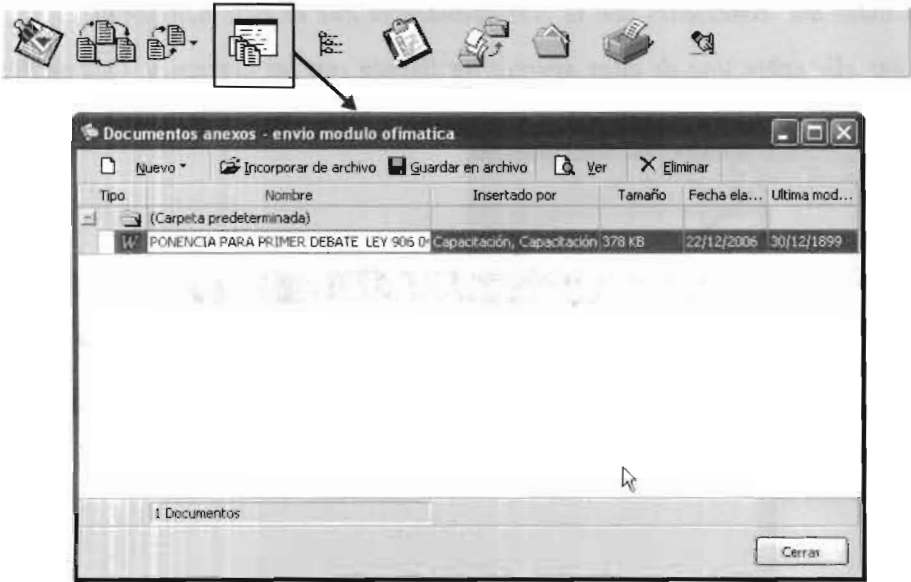 Documentos anexos - envio modulo ofimatica
Nuevo Incorporar de archivo Guardar en archivo Ver Eliminar
Tipo Nombre Insertado por Tamaño Fecha ela... Ultima mod...
(Carpeta predeterminada)
W PONENCIA PARA PRIMER DEBATE LEY 906 0 Capacitación, Capacitación 378 KB 22/12/2006 30/12/1899
1 Documentos
Cerrar